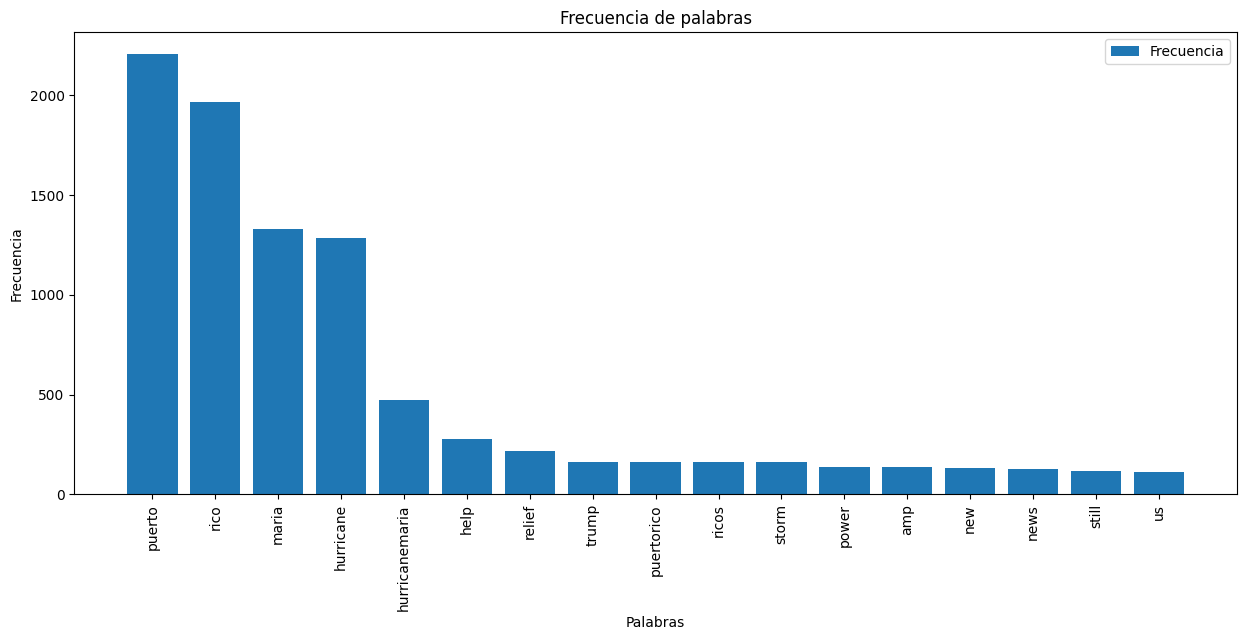 Frecuencia de palabras
Frecuencia
Frecuencia
2000
1500
1000
500
0
puerto
rico
maria
hurricane
hurricanemaria
help
relief
trump
puertorico
ricos
storm
power
amp
new
news
still
us
Palabras